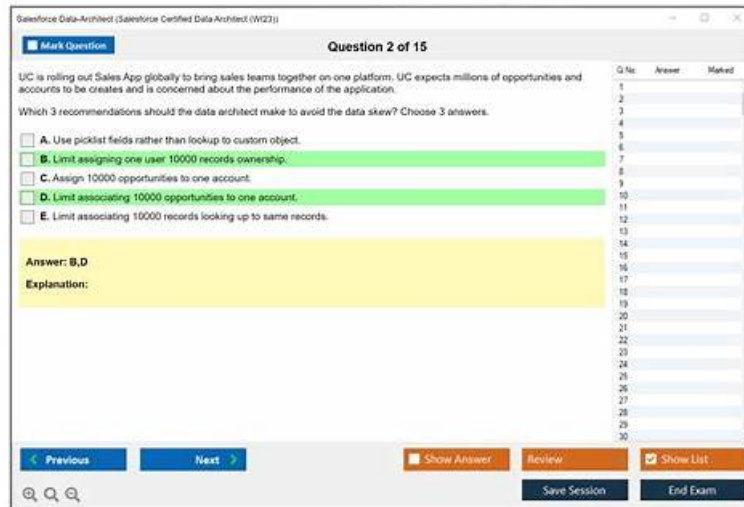 Salesforce Data-Architect (Salesforce Certified Data Architect (WI23))
Mark Question
Question 2 of 15
UC is rolling out Sales App globally to bring sales teams together on one platform. UC expects millions of opportunities and
accounts to be creates and is concerned about the performance of the application.
Which 3 recommendations should the data architect make to avoid the data skew? Choose 3 answers.
A. Use picklist fields rather than lookup to custom object.
B. Limit assigning one user 10000 records ownership.
C. Assign 10000 opportunities to one account.
D. Limit associating 10000 opportunities to one account.
E. Limit associating 10000 records looking up to same records.
Answer: B,D
Explanation:
Q.No. Answer Marked
1
2
3
4
5
6
7
8
9
10
11
12
13
14
15
16
17
18
19
20
21
22
23
24
25
26
27
28
29
30
Previous
Next
Show Answer
Review
Show List
Save Session
End Exam